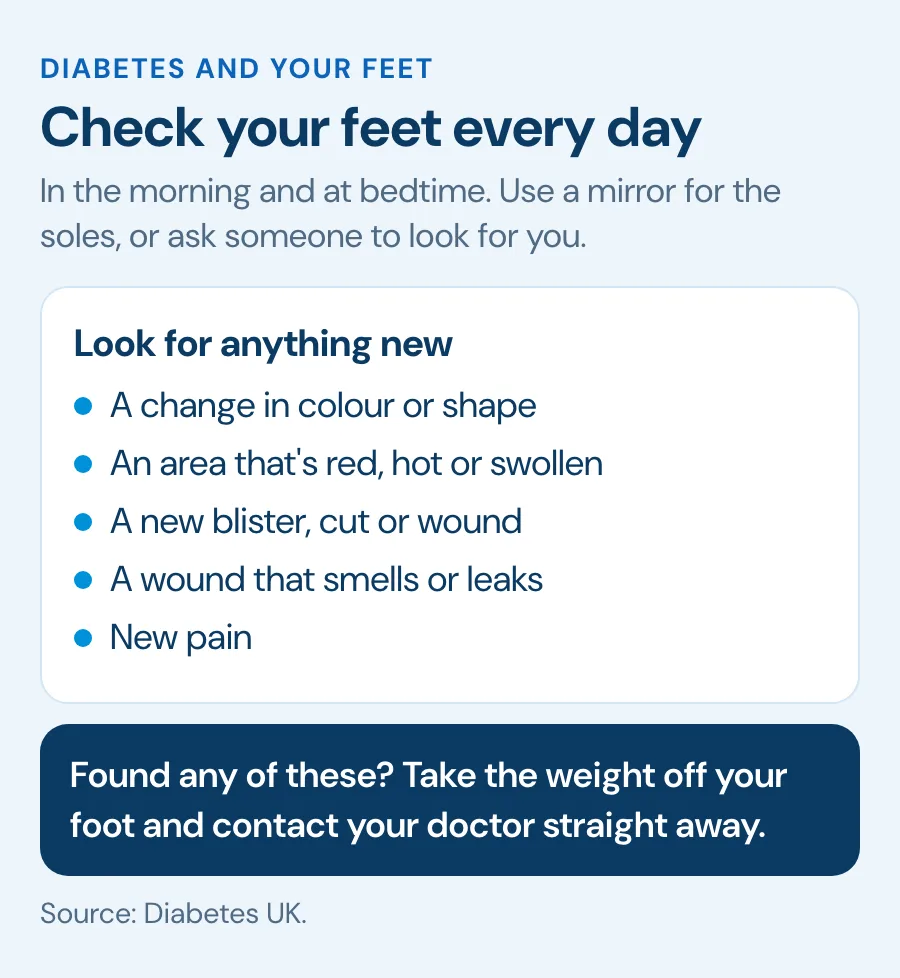 DIABETES AND YOUR FEET
Check your feet every day
In the morning and at bedtime. Use a mirror for the
soles, or ask someone to look for you.
Look for anything new
A change in colour or shape
An area that's red, hot or swollen
A new blister, cut or wound
A wound that smells or leaks
New pain
Found any of these? Take the weight off your
foot and contact your doctor straight away.
Source: Diabetes UK.